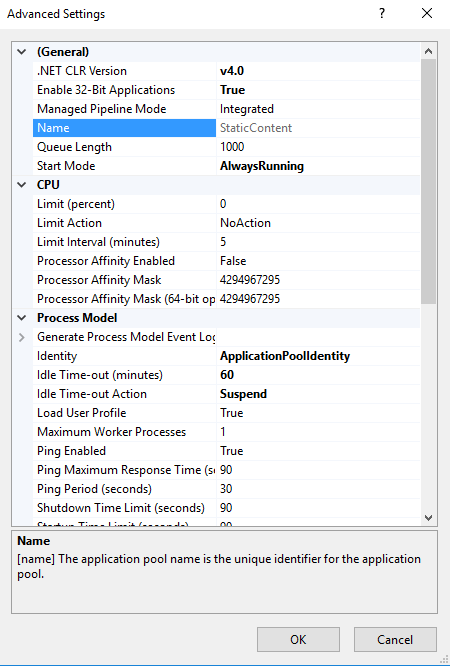 Advanced Settings ?
(General)
.NET CLR Version v4.0
Enable 32-Bit Applications True
Managed Pipeline Mode Integrated
Name StaticContent
Queue Length 1000
Start Mode AlwaysRunning
CPU
Limit (percent) 0
Limit Action NoAction
Limit Interval (minutes) 5
Processor Affinity Enabled False
Processor Affinity Mask 4294967295
Processor Affinity Mask (64-bit op 4294967295
Process Model
Generate Process Model Event Log
Identity ApplicationPoolIdentity
Idle Time-out (minutes) 60
Idle Time-out Action Suspend
Load User Profile True
Maximum Worker Processes 1
Ping Enabled True
Ping Maximum Response Time (se 90
Ping Period (seconds) 30
Shutdown Time Limit (seconds) 90
Startup Time Limit (seconds) 90
Name
[name] The application pool name is the unique identifier for the application
pool.
OK Cancel